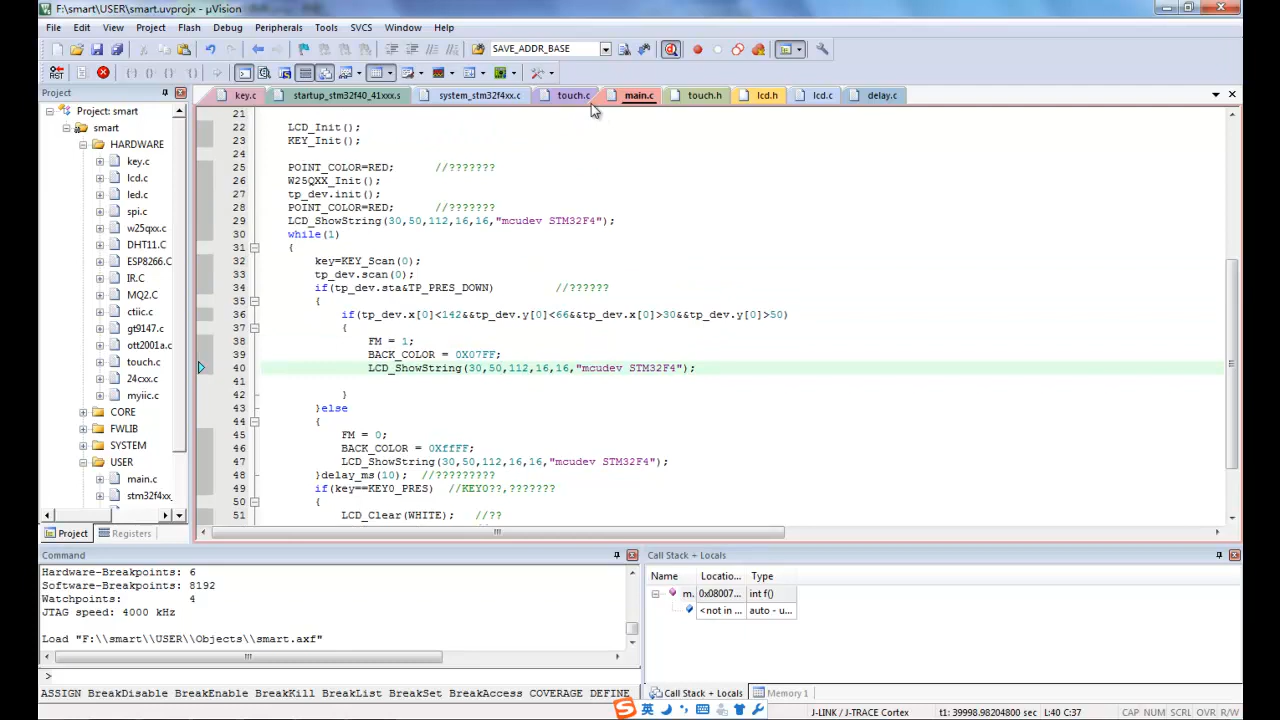 F:\smart\USER\smart.uvprojx - µVision
File Edit View Project Flash Debug Peripherals Tools SVCS Window Help
SAVE_ADDR_BASE
Project
key.c startup_stm32f40_41xxx.s system_stm32f4xx.c touch.c main.c touch.h lcd.h lcd.c delay.c
Project: smart
smart
HARDWARE
key.c
lcd.c
led.c
spi.c
w25qxx.c
DHT11.C
ESP8266.C
IR.C
MQ2.C
ctiic.c
gt9147.c
ott2001a.c
touch.c
24cxx.c
myiic.c
CORE
FWLIB
SYSTEM
USER
main.c
stm32f4xx_
Project Registers
21
22 LCD_Init();
23 KEY_Init();
24
25 POINT_COLOR=RED; //???????
26 W25QXX_Init();
27 tp_dev.init();
28 POINT_COLOR=RED; //???????
29 LCD_ShowString(30,50,112,16,16,"mcudev STM32F4");
30 while(1)
31 {
32 key=KEY_Scan(0);
33 tp_dev.scan(0);
34 if(tp_dev.sta&TP_PRES_DOWN) //??????
35 {
36 if(tp_dev.x[0]<142&&tp_dev.y[0]<66&&tp_dev.x[0]>30&&tp_dev.y[0]>50)
37 {
38 FM = 1;
39 BACK_COLOR = 0X07FF;
40 LCD_ShowString(30,50,112,16,16,"mcudev STM32F4");
41
42 }
43 }else
44 {
45 FM = 0;
46 BACK_COLOR = 0XffFF;
47 LCD_ShowString(30,50,112,16,16,"mcudev STM32F4");
48 }delay_ms(10); //?????????
49 if(key==KEY0_PRES) //KEY0??,???????
50 {
51 LCD_Clear(WHITE); //??
Command
Hardware-Breakpoints: 6
Software-Breakpoints: 8192
Watchpoints: 4
JTAG speed: 4000 kHz
Load "F:\\smart\\USER\\Objects\\smart.axf"
>
ASSIGN BreakDisable BreakEnable BreakKill BreakList BreakSet BreakAccess COVERAGE DEFINE
Call Stack + Locals
Name Locatio... Type
m. 0x08007... int f()
<not in ... auto - u...
Call Stack + Locals Memory 1
英
J-LINK / J-TRACE Cortex t1: 39998.98204800 sec L:40 C:37 CAP NUM SCRL OVR R/W